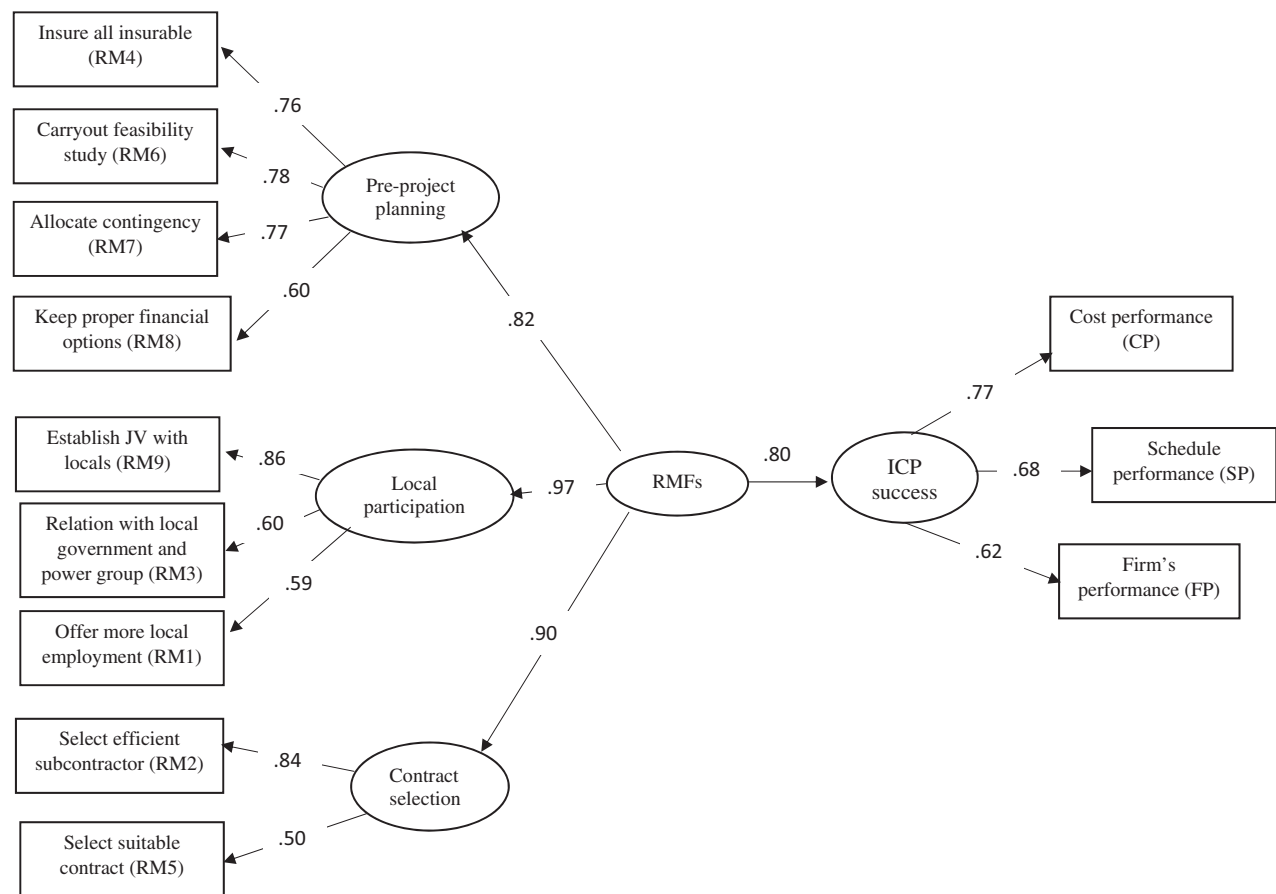 Insure all insurable
(RM4)
.76
Carryout feasibility
study (RM6)
.78
Pre-project
planning
Allocate contingency
(RM7)
.77
Keep proper financial
options (RM8)
.60
.82
Cost performance
(CP)
.77
Establish JV with
locals (RM9)
.86
Local
participation
.97
RMFs
.80
ICP
success
.68
Schedule
performance (SP)
Relation with local
government and
power group (RM3)
.60
.59
.62
Firm's
performance (FP)
Offer more local
employment (RM1)
.90
Select efficient
subcontractor (RM2)
.84
Contract
selection
Select suitable
contract (RM5)
.50